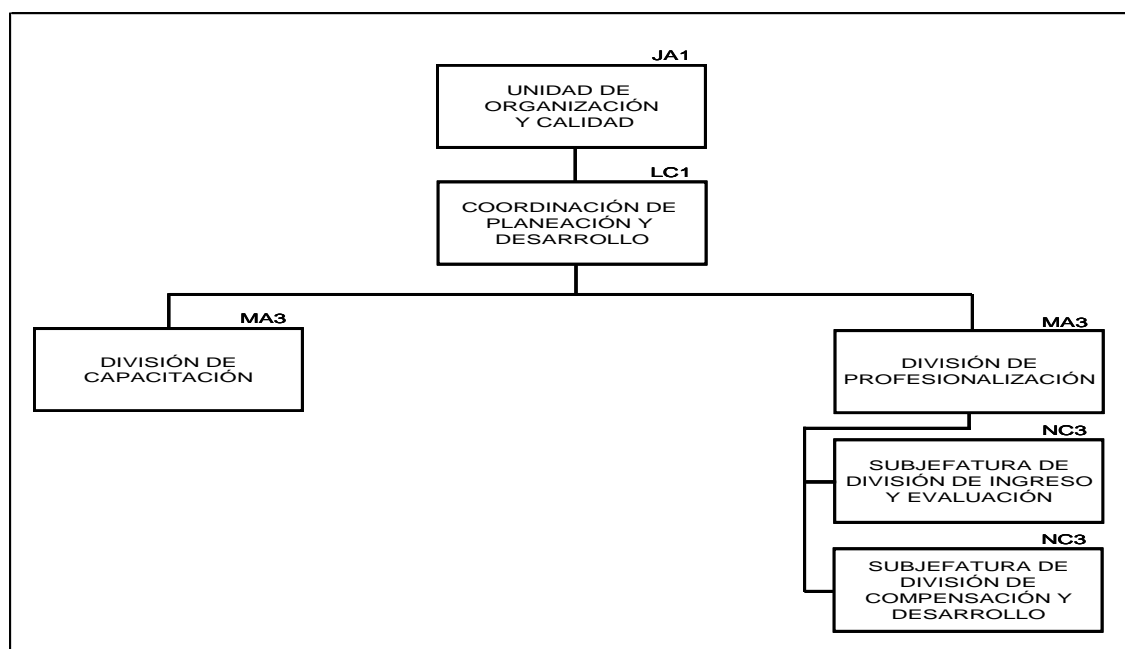 JA1
UNIDAD DE
ORGANIZACIÓN
Y CALIDAD
LC1
COORDINACIÓN DE
PLANEACIÓN Y
DESARROLLO
MA3
DIVISIÓN DE
CAPACITACIÓN
MA3
DIVISIÓN DE
PROFESIONALIZACIÓN
NC3
SUBJEFATURA DE
DIVISIÓN DE INGRESO
Y EVALUACIÓN
NC3
SUBJEFATURA DE
DIVISIÓN DE
COMPENSACIÓN Y
DESARROLLO